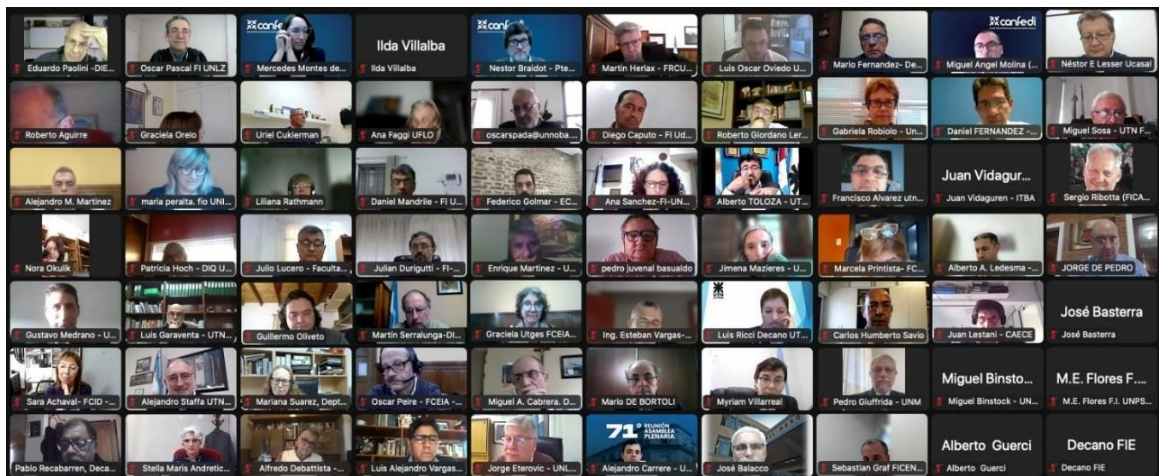 confedi
Ilda Villalba
confedi
confedi
Eduardo Paolini -DIE...
Oscar Pascal FI UNLZ
Mercedes Montes de...
Ilda Villalba
Nestor Braidot - Pte...
Martin Herlax - FRCU...
Luis Oscar Oviedo U...
Mario Fernandez- De...
Miguel Angel Molina (...
Néstor E Lesser Ucasal
Roberto Aguirre
Graciela Orelo
Uriel Cukierman
Ana Faggi UFLO
oscarspada@unnoba....
Diego Caputo - FI Ud...
Roberto Giordano Ler...
Gabriela Robiolo - Un...
Daniel FERNANDEZ -...
Miguel Sosa - UTN F...
Juan Vidagur...
Alejandro M. Martinez
maria peralta. fio UNI...
Liliana Rathmann
Daniel Mandrile - FI U...
Federico Golmar - EC...
Ana Sanchez-FI-UN...
Alberto TOLOZA - UT...
Francisco Alvarez utn...
Juan Vidaguren - ITBA
Sergio Ribotta (FICA...
Nora Okulik
Patricia Hoch - DIQ U...
Julio Lucero - Faculta...
Julian Durigutti - FI-...
Enrique Martinez - U...
pedro juvenal basualdo
Jimena Mazieres - U...
Marcela Printista - FC...
Alberto A. Ledesma -...
JORGE DE PEDRO
José Basterra
Gustavo Medrano - U...
Luis Garaventa - UTN...
Guillermo Oliveto
Martín Serralunga-DI...
Graciela Utges FCEIA...
Ing. Esteban Vargas-...
Luis Ricci Decano UT...
Carlos Humberto Savio
Juan Lestani - CAECE
José Basterra
Miguel Binsto...
M.E. Flores F....
Sara Achaval- FCID -...
Alejandro Staffa UTN...
Mariana Suarez, Dept...
Oscar Peire - FCEIA -...
Miguel A. Cabrera. D...
Mario DE BORTOLI
Myriam Villarreal
Pedro Giuffrida - UNM
Miguel Binstock - UN...
M.E. Flores F.I. UNPS...
71° REUNIÓN
ASAMBLEA
PLENARIA
Alberto Guerci
Decano FIE
Pablo Recabarren, Deca...
Stella Maris Andretic...
Alfredo Debattista -...
Luis Alejandro Vargas...
Jorge Eterovic - UNL...
Alejandro Carrere - U...
José Balacco
Sebastian Graf FICEN...
Alberto Guerci
Decano FIE